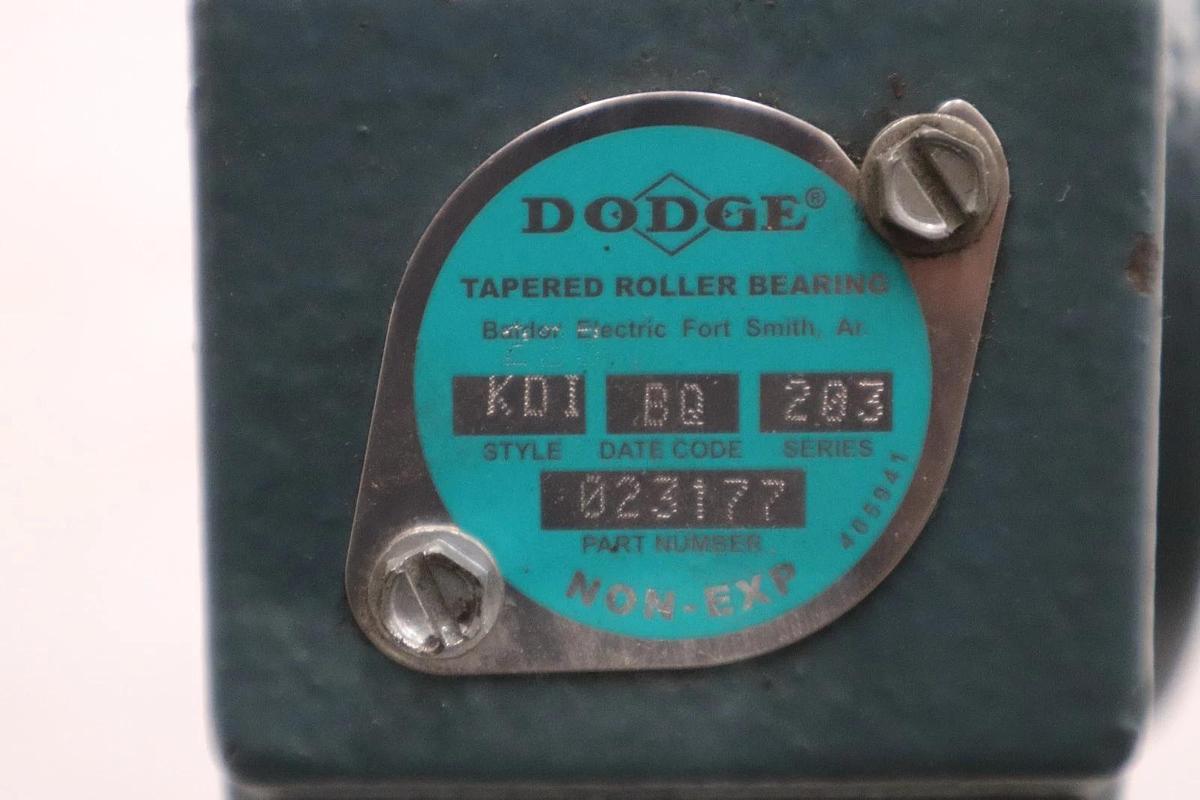 DODGE®
TAPERED ROLLER BEARING
Baldor Electric Fort Smith, Ar.
KDI BQ 203
STYLE DATE CODE SERIES
023177
PART NUMBER
405041
NON-EXP